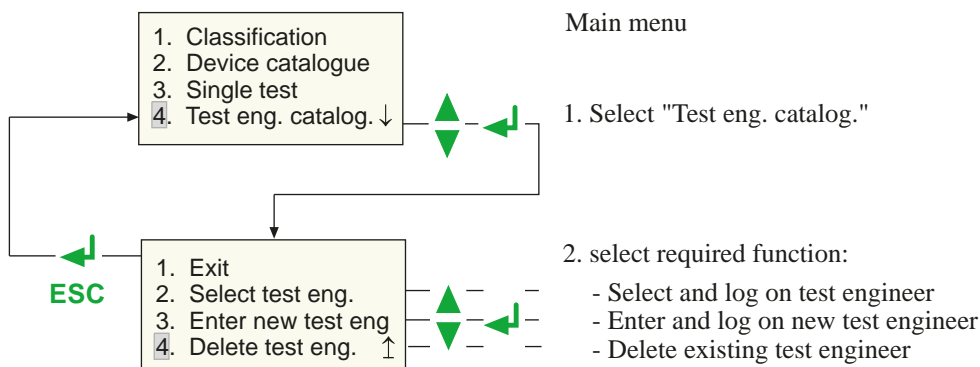 1. Classification
2. Device catalogue
3. Single test
4. Test eng. catalog. ↓
Main menu
1. Select "Test eng. catalog."
ESC
1. Exit
2. Select test eng.
3. Enter new test eng
4. Delete test eng. ↥
2. select required function:
- Select and log on test engineer
- Enter and log on new test engineer
- Delete existing test engineer